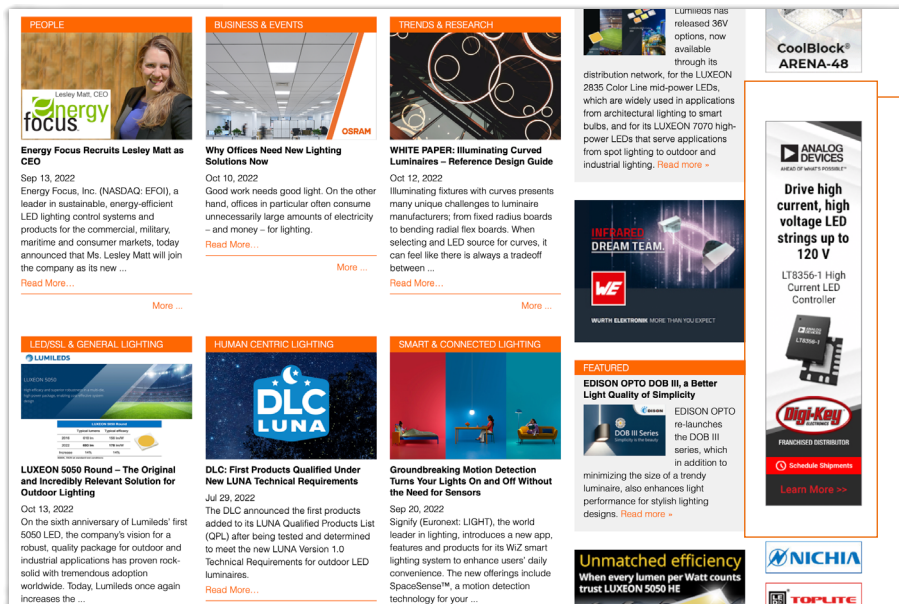 PEOPLE
Lesley Matt, CEO
energy
focus
Energy Focus Recruits Lesley Matt as
CEO
Sep 13, 2022
Energy Focus, Inc. (NASDAQ: EFOI), a
leader in sustainable, energy-efficient
LED lighting control systems and
products for the commercial, military,
maritime and consumer markets, today
announced that Ms. Lesley Matt will join
the company as its new ...
Read More…
More ...
BUSINESS & EVENTS
OSRAM
Why Offices Need New Lighting
Solutions Now
Oct 10, 2022
Good work needs good light. On the other
hand, offices in particular often consume
unnecessarily large amounts of electricity
– and money – for lighting.
Read More…
More ...
TRENDS & RESEARCH
WHITE PAPER: Illuminating Curved
Luminaires – Reference Design Guide
Oct 12, 2022
Illuminating fixtures with curves presents
many unique challenges to luminaire
manufacturers; from fixed radius boards
to bending radial flex boards. When
selecting and LED source for curves, it
can feel like there is always a tradeoff
between ...
Read More…
More ...
LED/SSL & GENERAL LIGHTING
LUMILEDS
LUXEON 5050
LUXEON 5050 Round – The Original
and Incredibly Relevant Solution for
Outdoor Lighting
Oct 13, 2022
On the sixth anniversary of Lumileds’ first
5050 LED, the company’s vision for a
robust, quality package for outdoor and
industrial applications has proven rock-
solid with tremendous adoption
worldwide. Today, Lumileds once again
increases the ...
HUMAN CENTRIC LIGHTING
DLC
LUNA
DLC: First Products Qualified Under
New LUNA Technical Requirements
Jul 29, 2022
The DLC announced the first products
added to its LUNA Qualified Products List
(QPL) after being tested and determined
to meet the new LUNA Version 1.0
Technical Requirements for outdoor LED
luminaires.
Read More…
SMART & CONNECTED LIGHTING
Groundbreaking Motion Detection
Turns Your Lights On and Off Without
the Need for Sensors
Sep 20, 2022
Signify (Euronext: LIGHT), the world
leader in lighting, introduces a new app,
features and products for its WiZ smart
lighting system to enhance users’ daily
convenience. The new offerings include
SpaceSense™, a motion detection
technology for your ...
Lumileds has
released 36V
options, now
available
through its
distribution network, for the LUXEON
2835 Color Line mid-power LEDs,
which are widely used in applications
from architectural lighting to smart
bulbs, and for its LUXEON 7070 high-
power LEDs that serve applications
from spot lighting to outdoor and
industrial lighting. Read more »
INFRARED
DREAM TEAM.
WE
WURTH ELEKTRONIK MORE THAN YOU EXPECT
FEATURED
EDISON OPTO DOB III, a Better
Light Quality of Simplicity
EDISON
DOB III Series
Simplicity is the beauty
EDISON OPTO
re-launches
the DOB III
series, which
in addition to
minimizing the size of a trendy
luminaire, also enhances light
performance for stylish lighting
designs. Read more »
Unmatched efficiency
When every lumen per Watt counts
trust LUXEON 5050 HE
CoolBlock®
ARENA-48
ANALOG
DEVICES
AHEAD OF WHAT'S POSSIBLE™
Drive high
current, high
voltage LED
strings up to
120 V
LT8356-1 High
Current LED
Controller
ANALOG
DEVICES
LT8356-1
Digi-Key
ELECTRONICS
FRANCHISED DISTRIBUTOR
Schedule Shipments
Learn More >>
NICHIA
TOPLITE